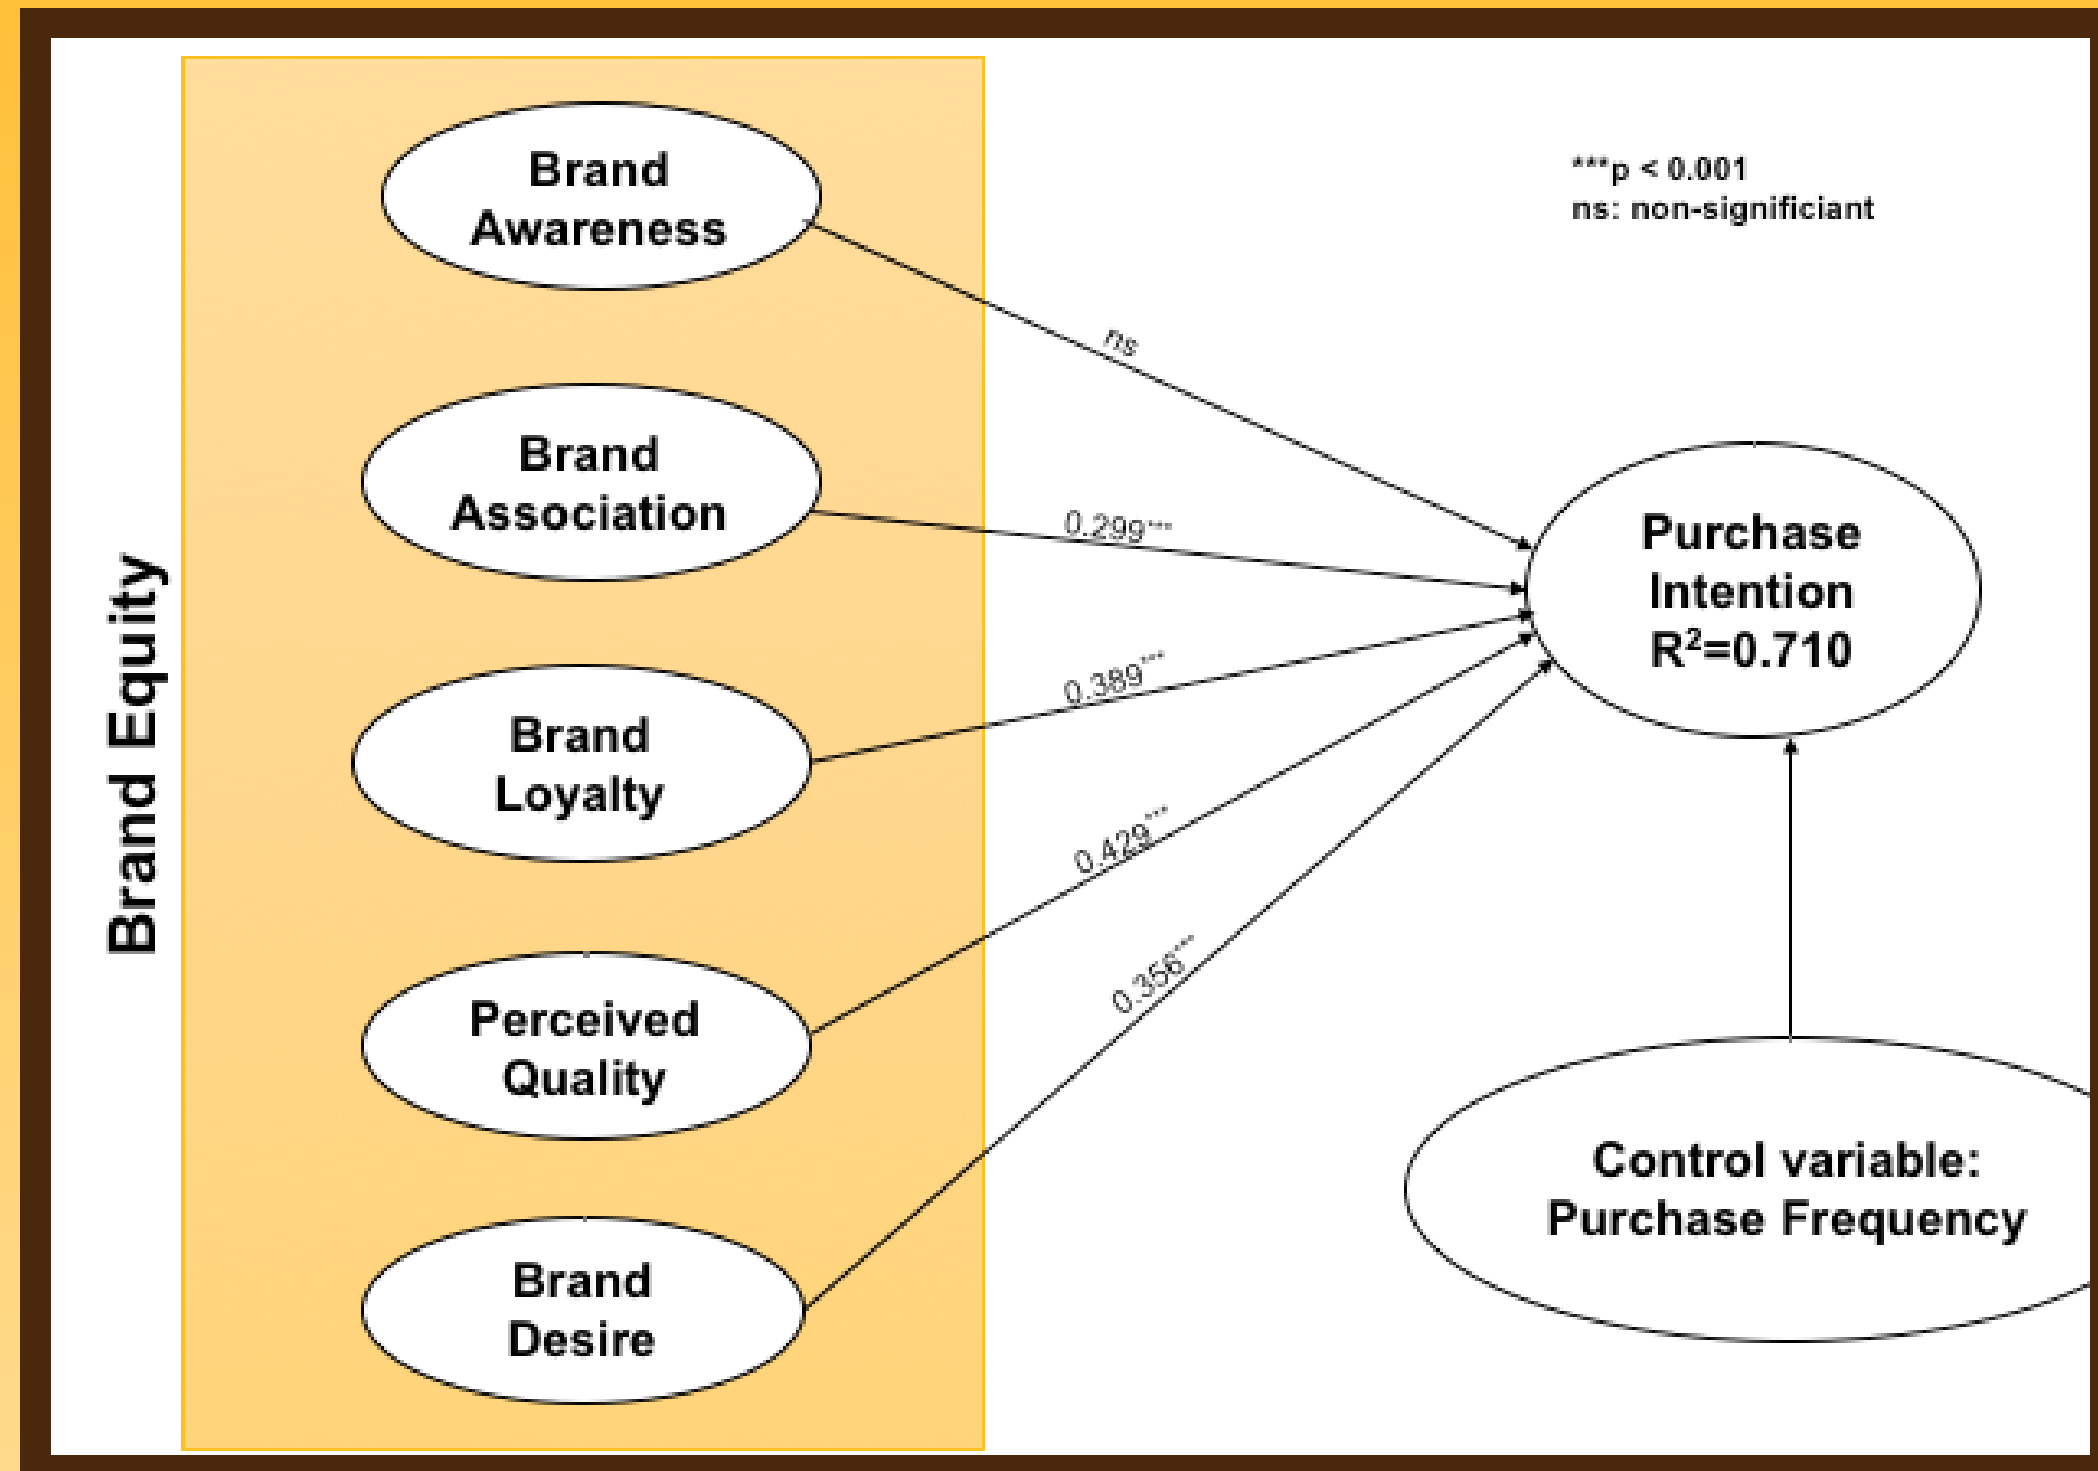 Brand Equity
Brand
Awareness
Brand
Association
Brand
Loyalty
Perceived
Quality
Brand
Desire
ns
0.299***
0.389***
0.429***
0.356***
***p < 0.001
ns: non-significiant
Purchase
Intention
R²=0.710
Control variable:
Purchase Frequency